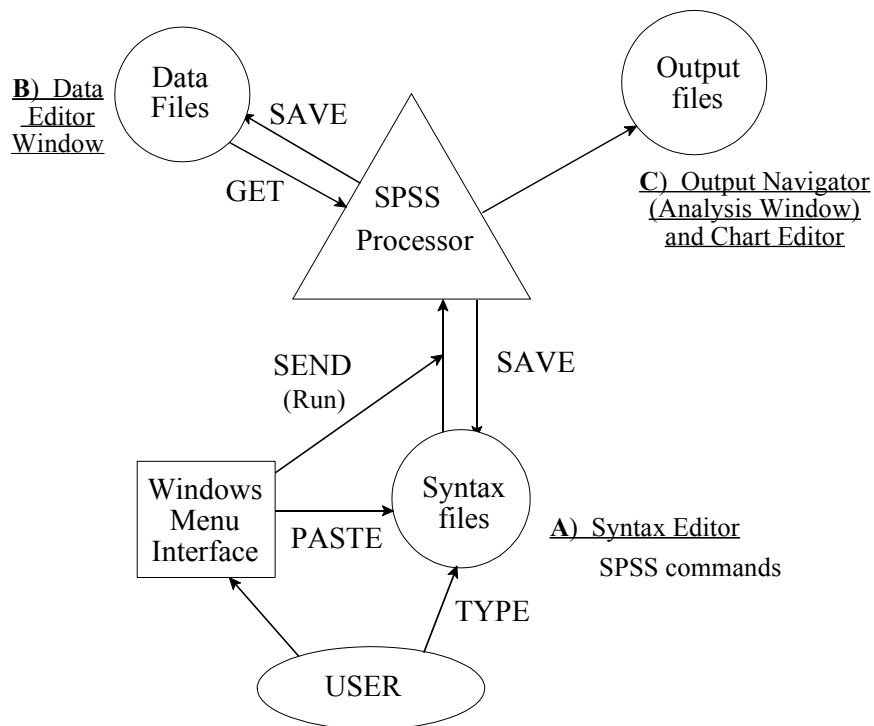 Data
Files
B) Data
Editor
Window
SAVE
GET
Output
files
SPSS
Processor
C) Output Navigator
(Analysis Window)
and Chart Editor
SEND
(Run)
SAVE
Windows
Menu
Interface
PASTE
Syntax
files
A) Syntax Editor
SPSS commands
TYPE
USER